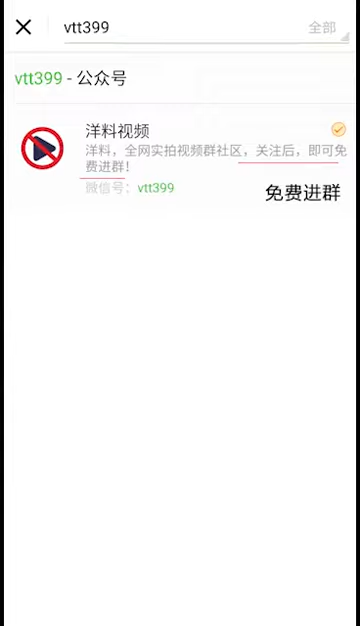 vtt399
全部
vtt399 - 公众号
洋料视频
洋料，全网实拍视频群社区，关注后，即可免
费进群！
微信号：vtt399
免费进群